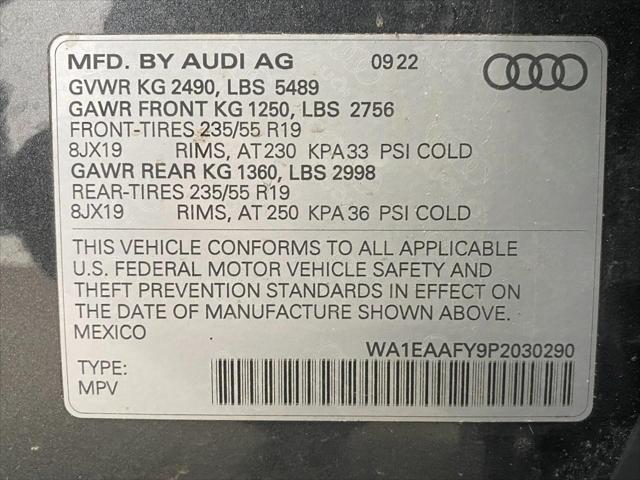 MFD. BY AUDI AG 09 22
GVWR KG 2490, LBS 5489
GAWR FRONT KG 1250, LBS 2756
FRONT-TIRES 235/55 R19
8JX19 RIMS, AT 230 KPA 33 PSI COLD
GAWR REAR KG 1360, LBS 2998
REAR-TIRES 235/55 R19
8JX19 RIMS, AT 250 KPA 36 PSI COLD
THIS VEHICLE CONFORMS TO ALL APPLICABLE
U.S. FEDERAL MOTOR VEHICLE SAFETY AND
THEFT PREVENTION STANDARDS IN EFFECT ON
THE DATE OF MANUFACTURE SHOWN ABOVE.
MEXICO
WA1EAAFY9P2030290
TYPE:
MPV